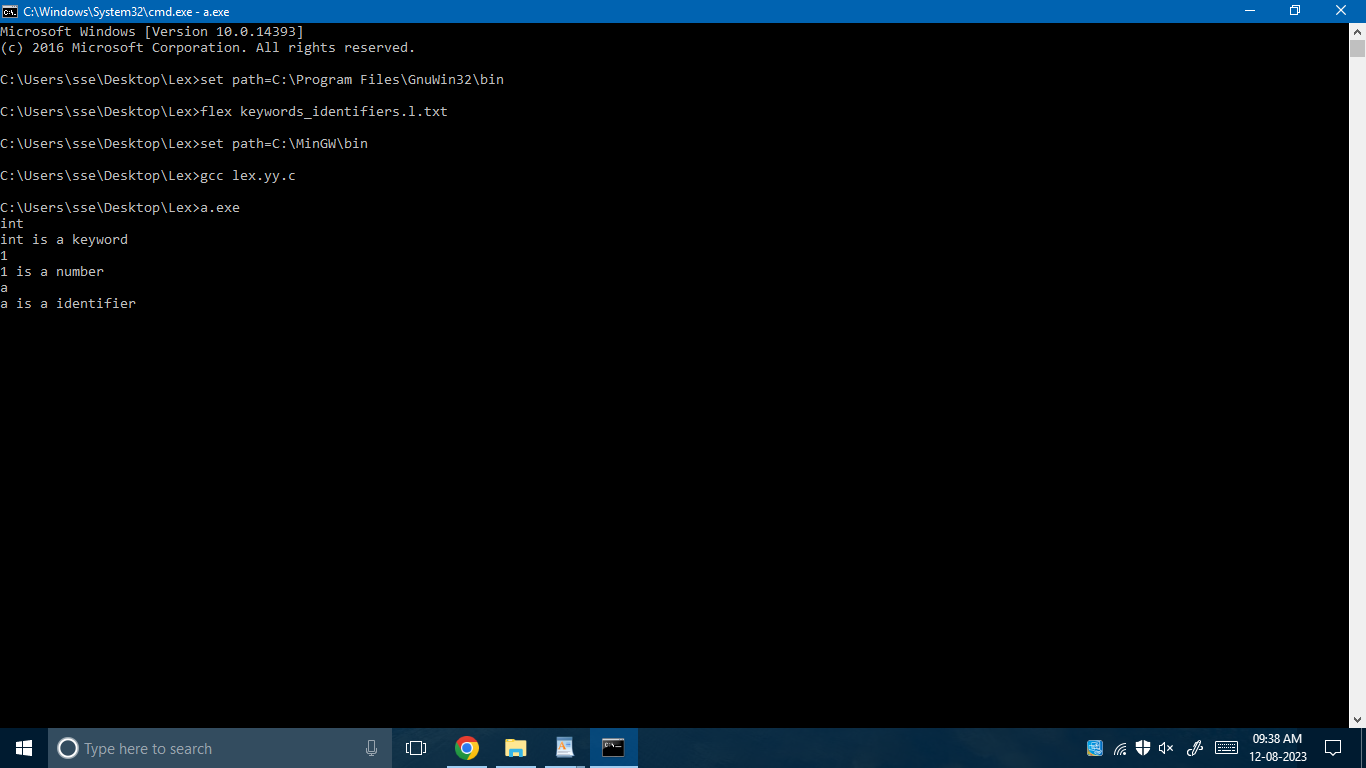 C:\Windows\System32\cmd.exe - a.exe
Microsoft Windows [Version 10.0.14393]
(c) 2016 Microsoft Corporation. All rights reserved.
C:\Users\sse\Desktop\Lex>set path=C:\Program Files\GnuWin32\bin
C:\Users\sse\Desktop\Lex>flex keywords_identifiers.l.txt
C:\Users\sse\Desktop\Lex>set path=C:\MinGW\bin
C:\Users\sse\Desktop\Lex>gcc lex.yy.c
C:\Users\sse\Desktop\Lex>a.exe
int
int is a keyword
1
1 is a number
a
a is a identifier
Type here to search
09:38 AM
12-08-2023